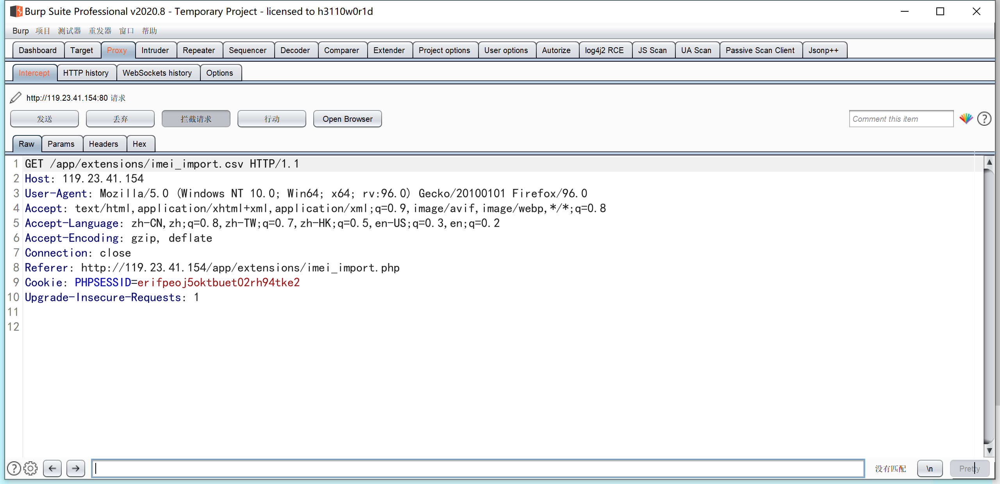 Burp Suite Professional v2020.8 - Temporary Project - licensed to h3110w0r1d
Burp 项目 测试器 重发器 窗口 帮助
Dashboard Target Proxy Intruder Repeater Sequencer Decoder Comparer Extender Project options User options Autorize log4j2 RCE JS Scan UA Scan Passive Scan Client Jsonp++
Intercept HTTP history WebSockets history Options
http://119.23.41.154:80 请求
发送 丢弃 拦截请求 行动 Open Browser Comment this item ?
Raw Params Headers Hex
1 GET /app/extensions/imei_import.csv HTTP/1.1
2 Host: 119.23.41.154
3 User-Agent: Mozilla/5.0 (Windows NT 10.0; Win64; x64; rv:96.0) Gecko/20100101 Firefox/96.0
4 Accept: text/html,application/xhtml+xml,application/xml;q=0.9,image/avif,image/webp,*/*;q=0.8
5 Accept-Language: zh-CN,zh;q=0.8,zh-TW;q=0.7,zh-HK;q=0.5,en-US;q=0.3,en;q=0.2
6 Accept-Encoding: gzip, deflate
7 Connection: close
8 Referer: http://119.23.41.154/app/extensions/imei_import.php
9 Cookie: PHPSESSID=erifpeoj5oktbuet02rh94tke2
10 Upgrade-Insecure-Requests: 1
11
12
? 没有匹配 \n Pretty